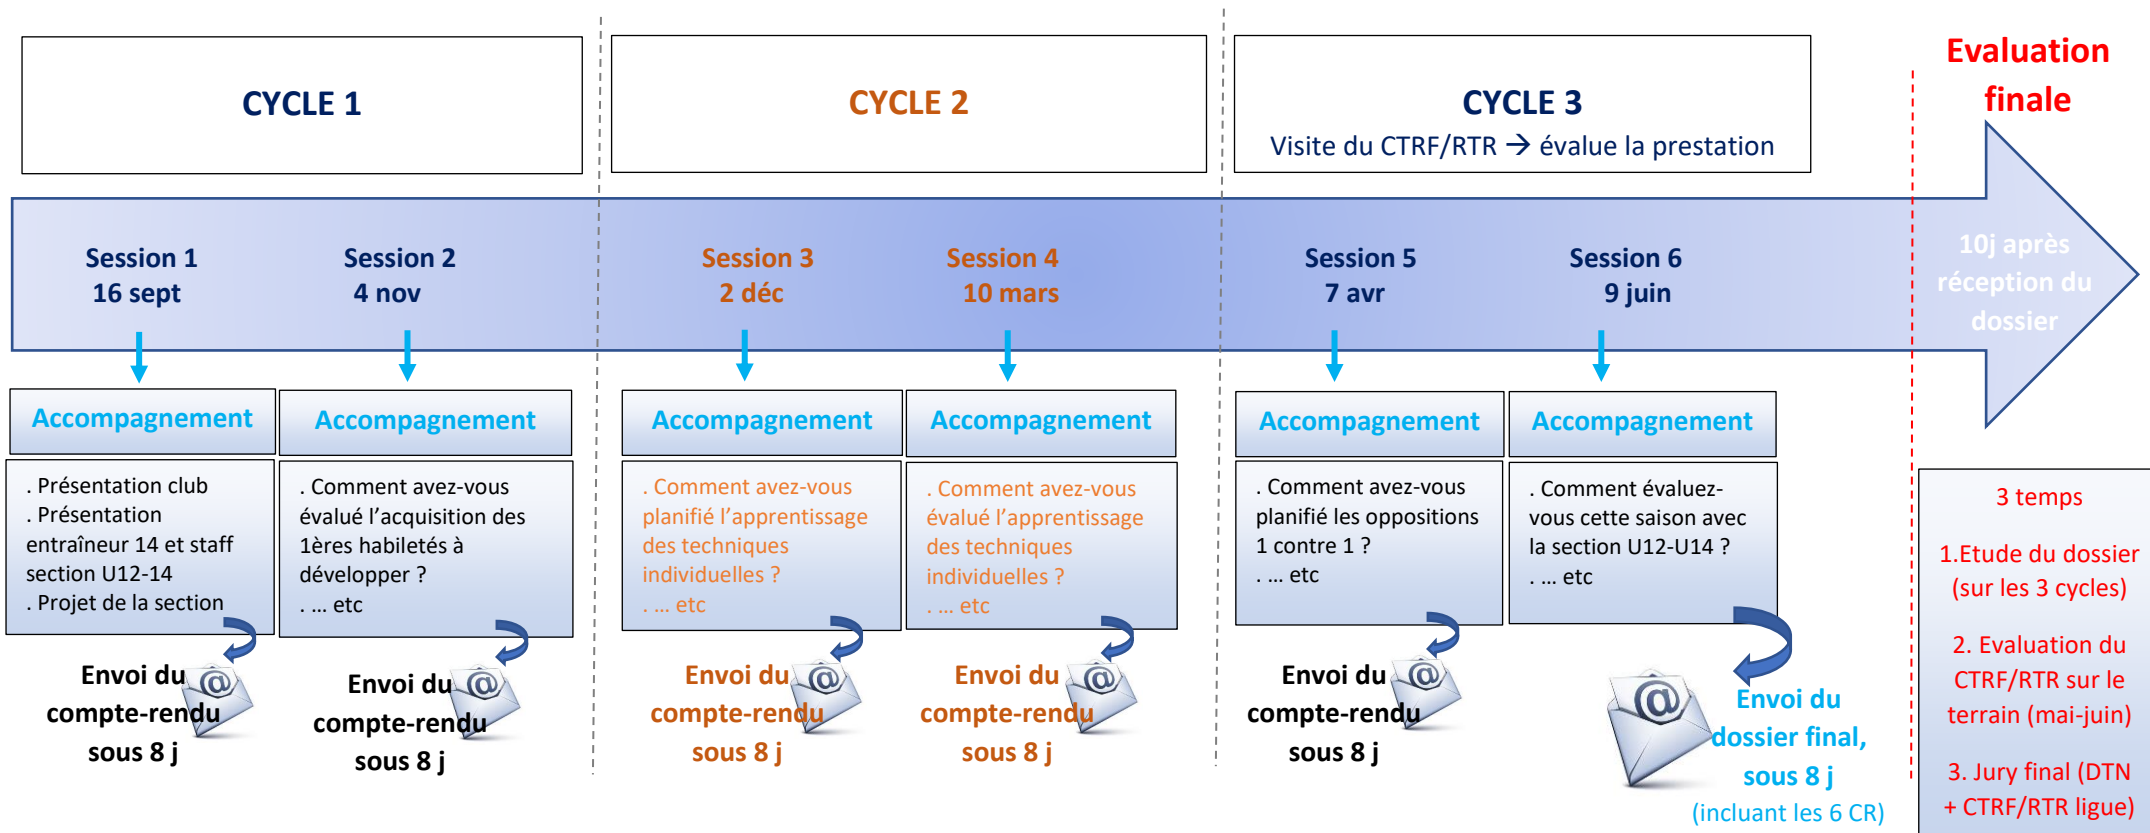 CYCLE 1
CYCLE 2
CYCLE 3
Visite du CTRF/RTR → évalue la prestation
Evaluation
finale
Session 1
16 sept
Session 2
4 nov
Session 3
2 déc
Session 4
10 mars
Session 5
7 avr
Session 6
9 juin
10j après
réception du
dossier
Accompagnement
. Présentation club
. Présentation
entraîneur 14 et staff
section U12-14
. Projet de la section
Envoi du
compte-rendu
sous 8 j
Accompagnement
. Comment avez-vous
évalué l'acquisition des
1ères habiletés à
développer ?
. ... etc
Envoi du
compte-rendu
sous 8 j
Accompagnement
. Comment avez-vous
planifié l'apprentissage
des techniques
individuelles ?
. ... etc
Envoi du
compte-rendu
sous 8 j
Accompagnement
. Comment avez-vous
évalué l'apprentissage
des techniques
individuelles ?
. ... etc
Envoi du
compte-rendu
sous 8 j
Accompagnement
. Comment avez-vous
planifié les oppositions
1 contre 1 ?
. ... etc
Envoi du
compte-rendu
sous 8 j
Accompagnement
. Comment évaluez-
vous cette saison avec
la section U12-U14 ?
. ... etc
Envoi du
dossier final,
sous 8 j
(incluant les 6 CR)
3 temps
1.Etude du dossier
(sur les 3 cycles)
2. Evaluation du
CTRF/RTR sur le
terrain (mai-juin)
3. Jury final (DTN
+ CTRF/RTR ligue)
@
@
@
@
@
@